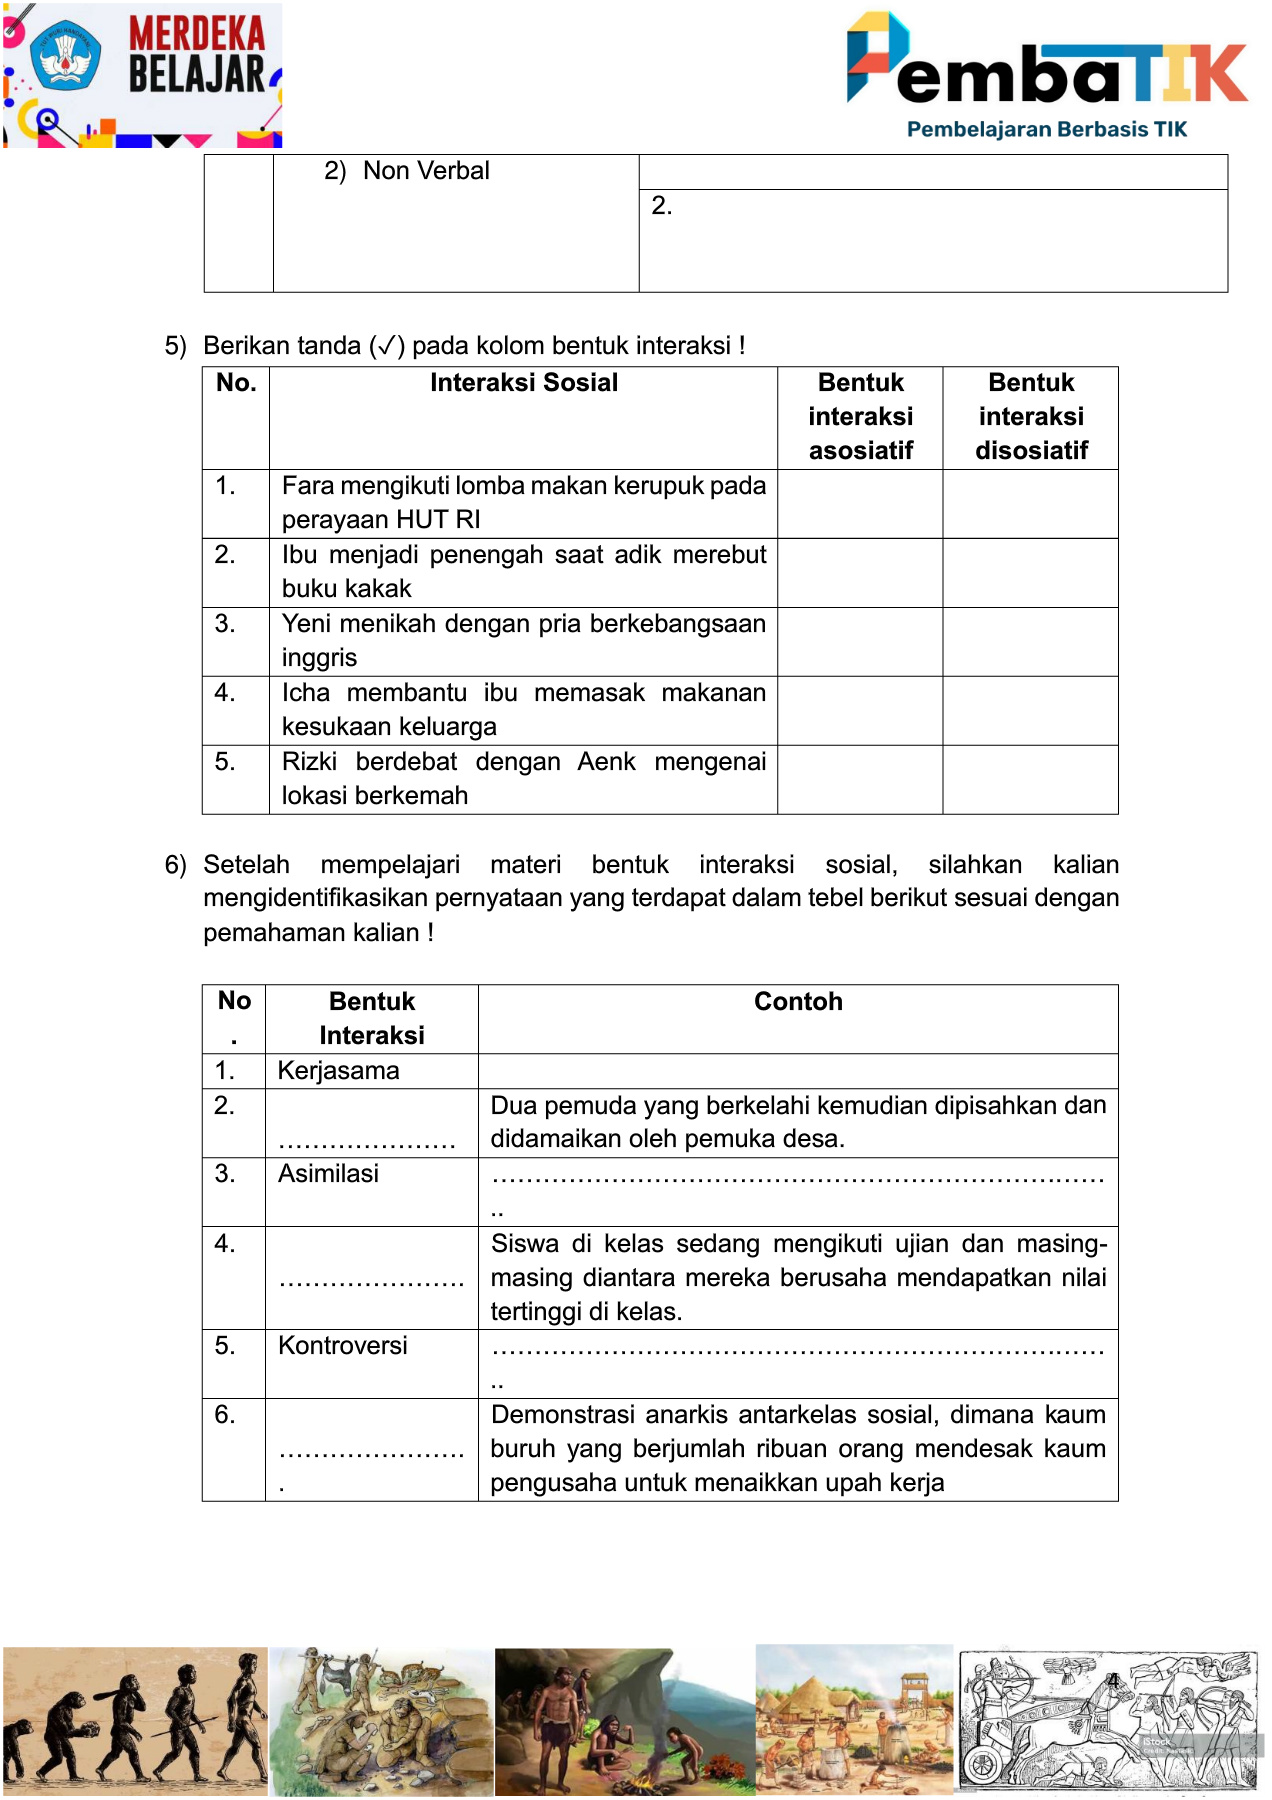 MERDEKA
BELAJAR
PembaTIK
Pembelajaran Berbasis TIK
2) Non Verbal
2.
5) Berikan tanda (✓) pada kolom bentuk interaksi !
No. Interaksi Sosial Bentuk interaksi asosiatif Bentuk interaksi disosiatif
1. Fara mengikuti lomba makan kerupuk pada
perayaan HUT RI
2. Ibu menjadi penengah saat adik merebut
buku kakak
3. Yeni menikah dengan pria berkebangsaan
inggris
4. Icha membantu ibu memasak makanan
kesukaan keluarga
5. Rizki berdebat dengan Aenk mengenai
lokasi berkemah
6) Setelah mempelajari materi bentuk interaksi sosial, silahkan kalian
mengidentifikasikan pernyataan yang terdapat dalam tebel berikut sesuai dengan
pemahaman kalian !
No. Bentuk Interaksi Contoh
1. Kerjasama
2. ..................... Dua pemuda yang berkelahi kemudian dipisahkan dan
didamaikan oleh pemuka desa.
3. Asimilasi ........................................................................
..
4. ...................... Siswa di kelas sedang mengikuti ujian dan masing-
masing diantara mereka berusaha mendapatkan nilai
tertinggi di kelas.
5. Kontroversi ........................................................................
..
6. ....................... Demonstrasi anarkis antarkelas sosial, dimana kaum
buruh yang berjumlah ribuan orang mendesak kaum
pengusaha untuk menaikkan upah kerja
4
iStock